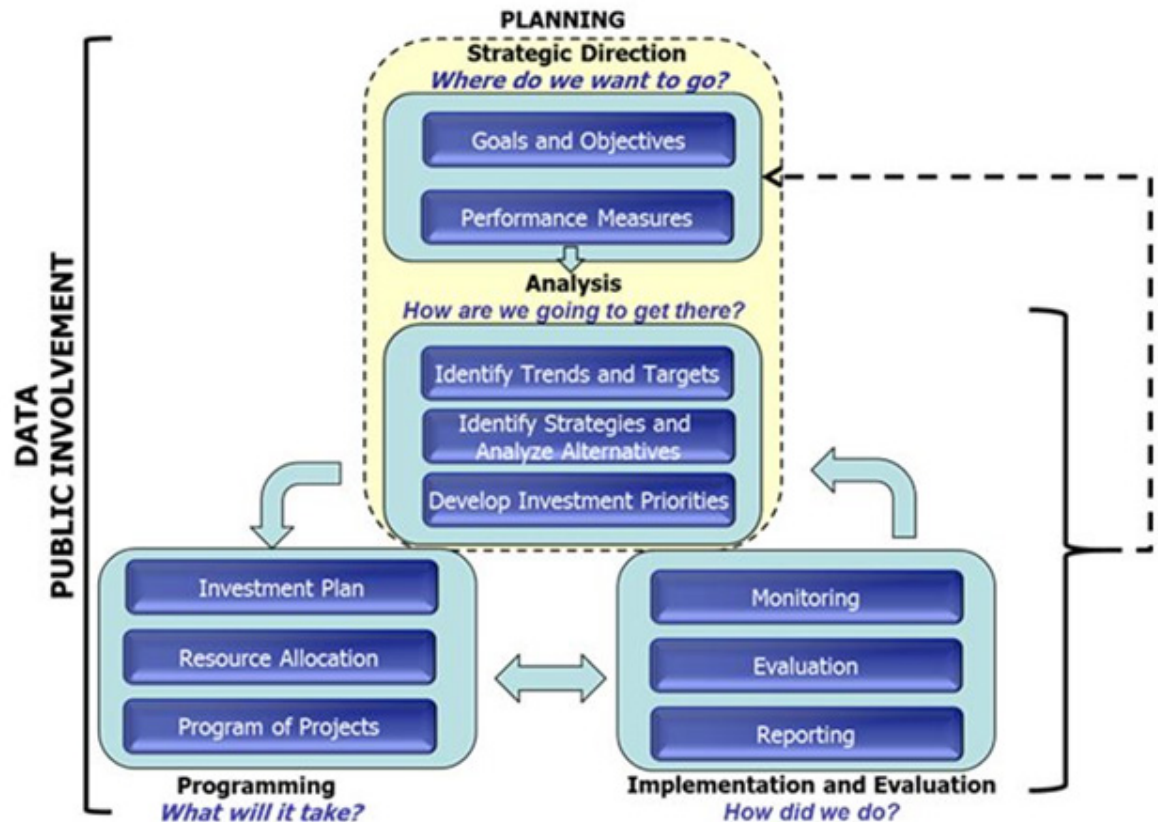 PLANNING
Strategic Direction
Where do we want to go?
Goals and Objectives
Performance Measures
Analysis
How are we going to get there?
Identify Trends and Targets
Identify Strategies and
Analyze Alternatives
Develop Investment Priorities
DATA
PUBLIC INVOLVEMENT
Investment Plan
Resource Allocation
Program of Projects
Programming
What will it take?
Monitoring
Evaluation
Reporting
Implementation and Evaluation
How did we do?